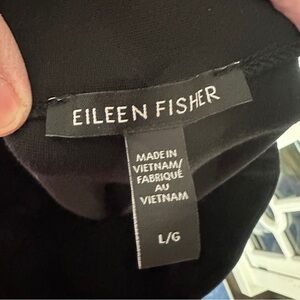 EILEEN FISHER
MADE IN
VIETNAM/
FABRIQUÉ
AU
VIETNAM
L/G